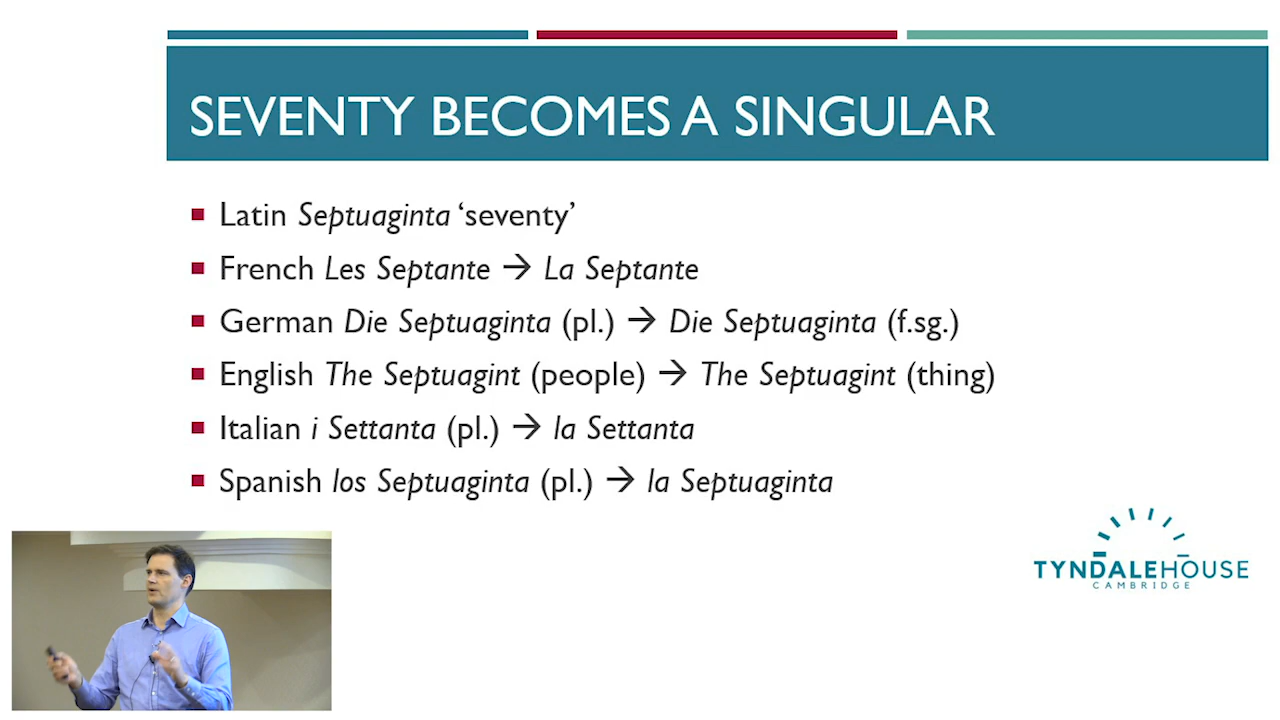 SEVENTY BECOMES A SINGULAR
Latin Septuaginta ‘seventy’
French Les Septante → La Septante
German Die Septuaginta (pl.) → Die Septuaginta (f.sg.)
English The Septuagint (people) → The Septuagint (thing)
Italian i Settanta (pl.) → la Settanta
Spanish los Septuaginta (pl.) → la Septuaginta
TYNDALEHOUSE
CAMBRIDGE